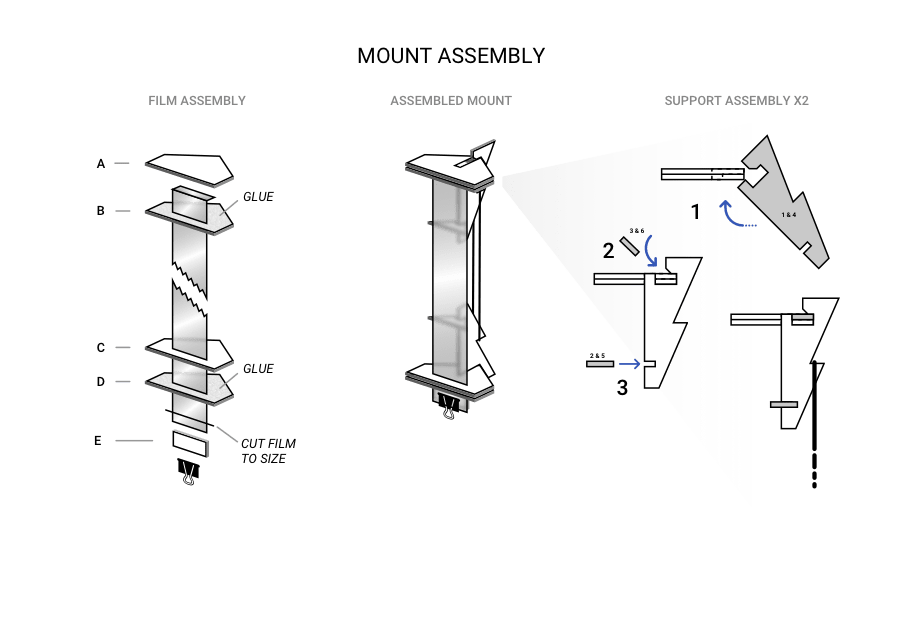 MOUNT ASSEMBLY
FILM ASSEMBLY
A
B
GLUE
C
D
GLUE
E
CUT FILM
TO SIZE
ASSEMBLED MOUNT
SUPPORT ASSEMBLY X2
1
1 & 4
2
3 & 6
2 & 5
3